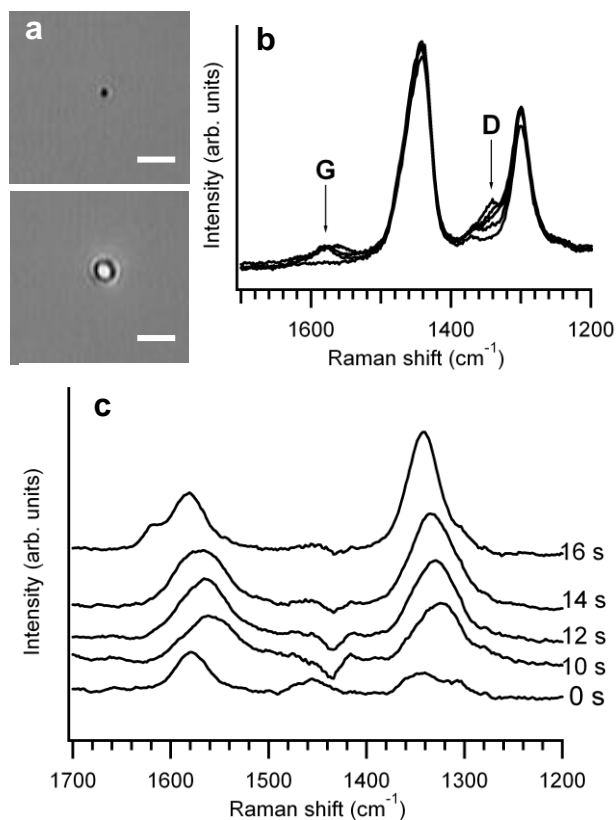 a
b
G
D
Intensity (arb. units)
1600
1400
1200
Raman shift (cm⁻¹)
c
Intensity (arb. units)
16 s
14 s
12 s
10 s
0 s
1700
1600
1500
1400
1300
1200
Raman shift (cm⁻¹)